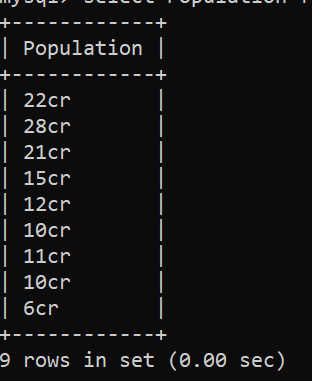 mysql> select Population f
+------------+
| Population |
+------------+
| 22cr       |
| 28cr       |
| 21cr       |
| 15cr       |
| 12cr       |
| 10cr       |
| 11cr       |
| 10cr       |
| 6cr        |
+------------+
9 rows in set (0.00 sec)